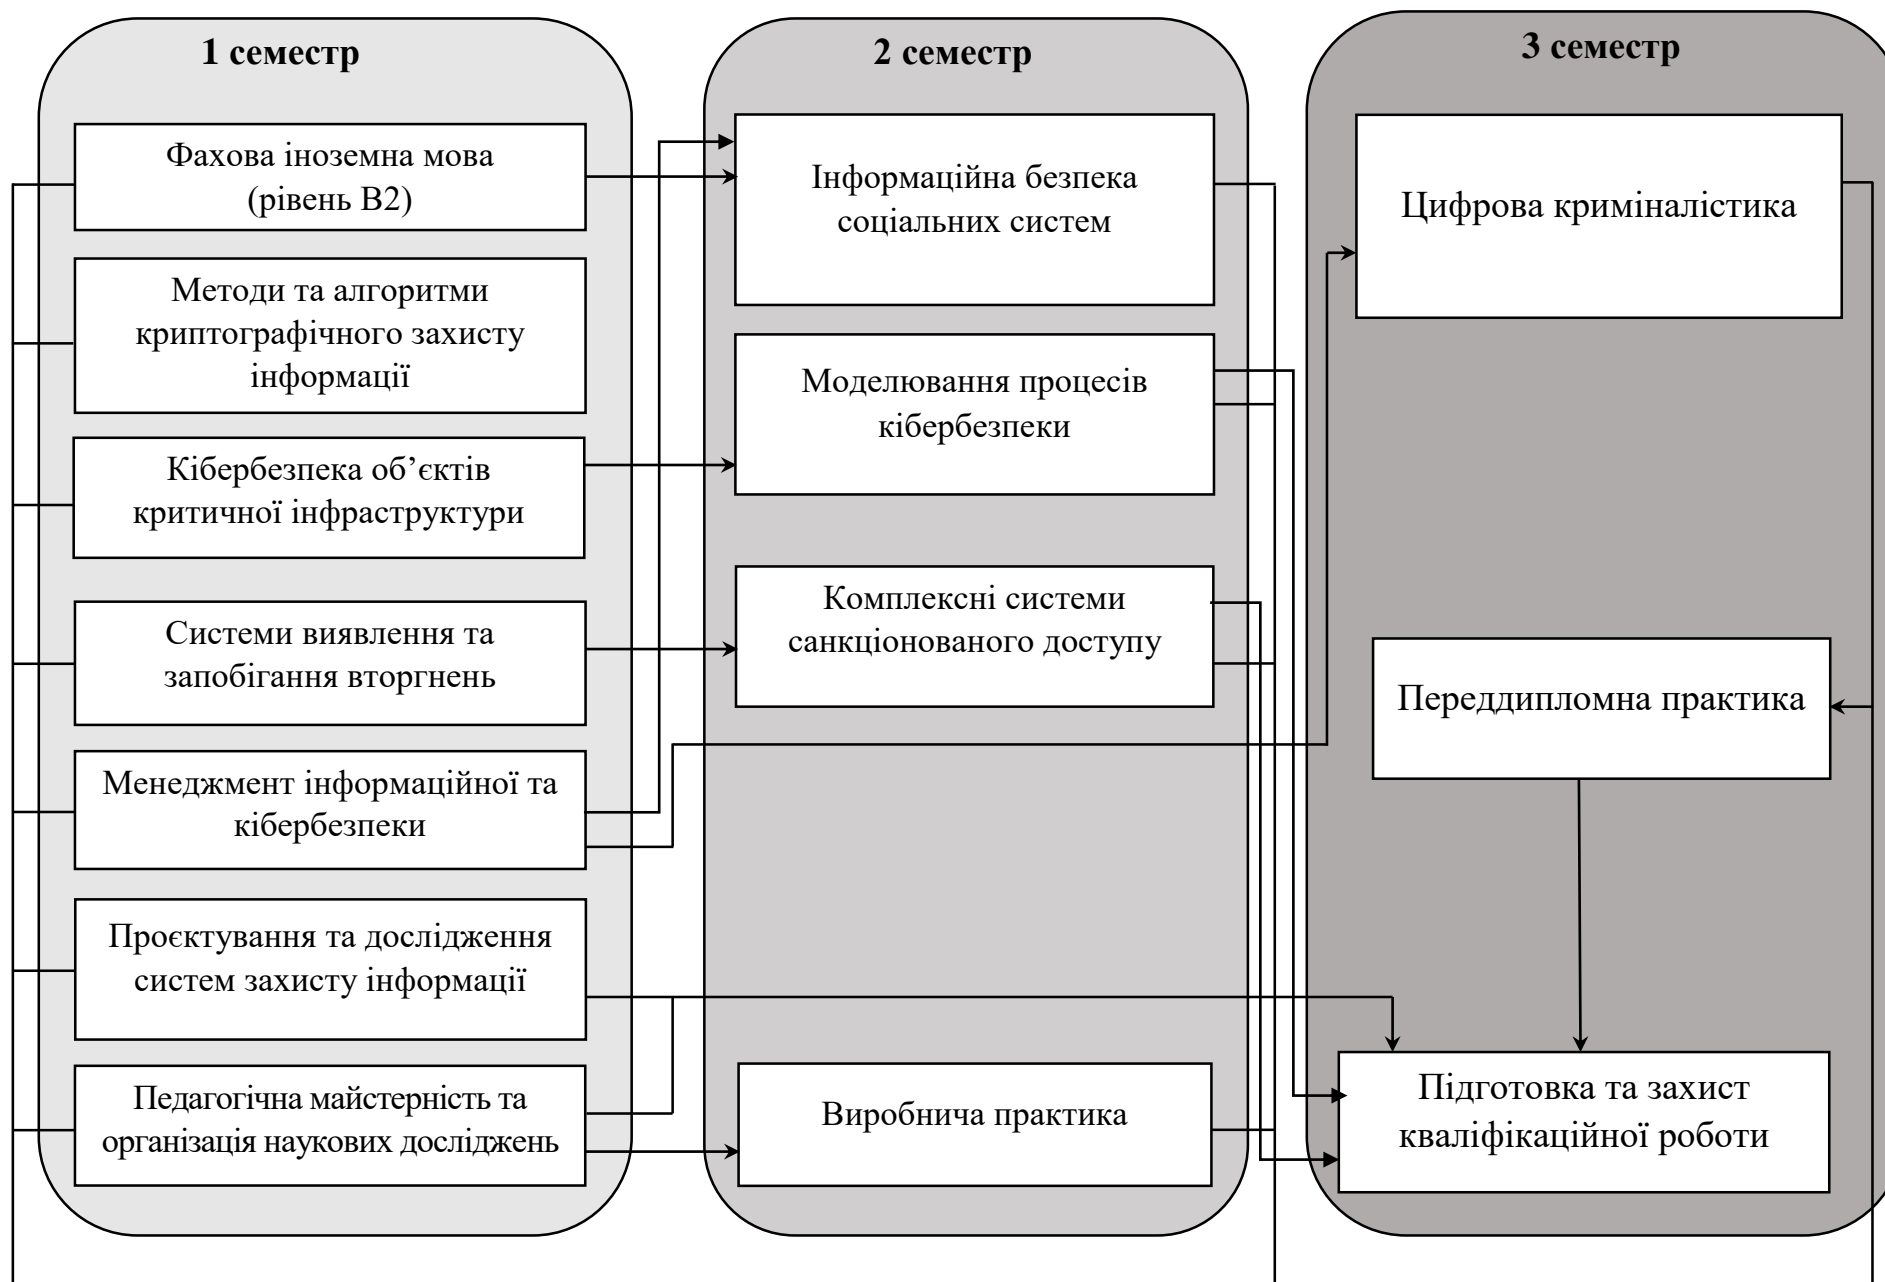 1 семестр
Фахова іноземна мова
(рівень В2)
Методи та алгоритми
криптографічного захисту
інформації
Кібербезпека об’єктів
критичної інфраструктури
Системи виявлення та
запобігання вторгнень
Менеджмент інформаційної та
кібербезпеки
Проєктування та дослідження
систем захисту інформації
Педагогічна майстерність та
організація наукових досліджень
2 семестр
Інформаційна безпека
соціальних систем
Моделювання процесів
кібербезпеки
Комплексні системи
санкціонованого доступу
Виробнича практика
3 семестр
Цифрова криміналістика
Переддипломна практика
Підготовка та захист
кваліфікаційної роботи